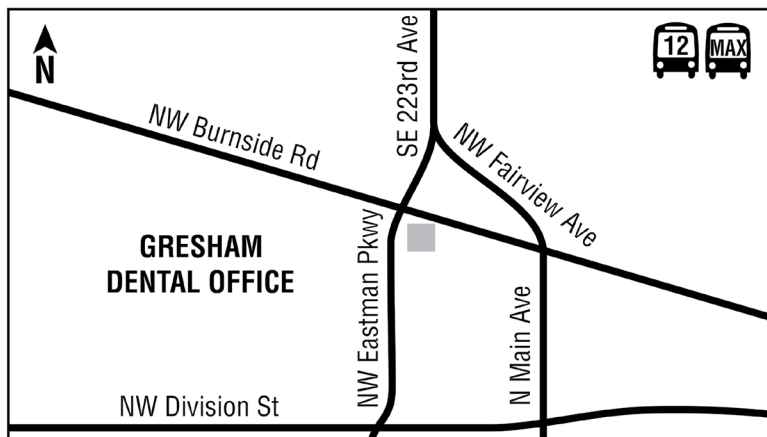 N
12
MAX
SE 223rd Ave
NW Burnside Rd
NW Fairview Ave
GRESHAM
DENTAL OFFICE
NW Eastman Pkwy
N Main Ave
NW Division St